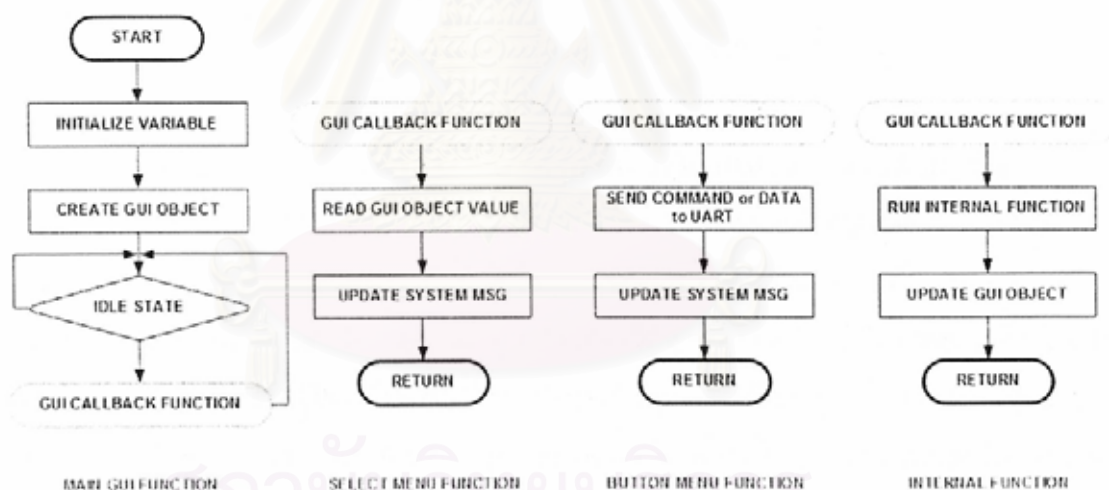 START
INITIALIZE VARIABLE
CREATE GUI OBJECT
IDLE STATE
GUI CALLBACK FUNCTION
MAIN GUI FUNCTION
GUI CALLBACK FUNCTION
READ GUI OBJECT VALUE
UPDATE SYSTEM MSG
RETURN
SELECT MENU FUNCTION
GUI CALLBACK FUNCTION
SEND COMMAND or DATA
to UART
UPDATE SYSTEM MSG
RETURN
BUTTON MENU FUNCTION
GUI CALLBACK FUNCTION
RUN INTERNAL FUNCTION
UPDATE GUI OBJECT
RETURN
INTERNAL FUNCTION